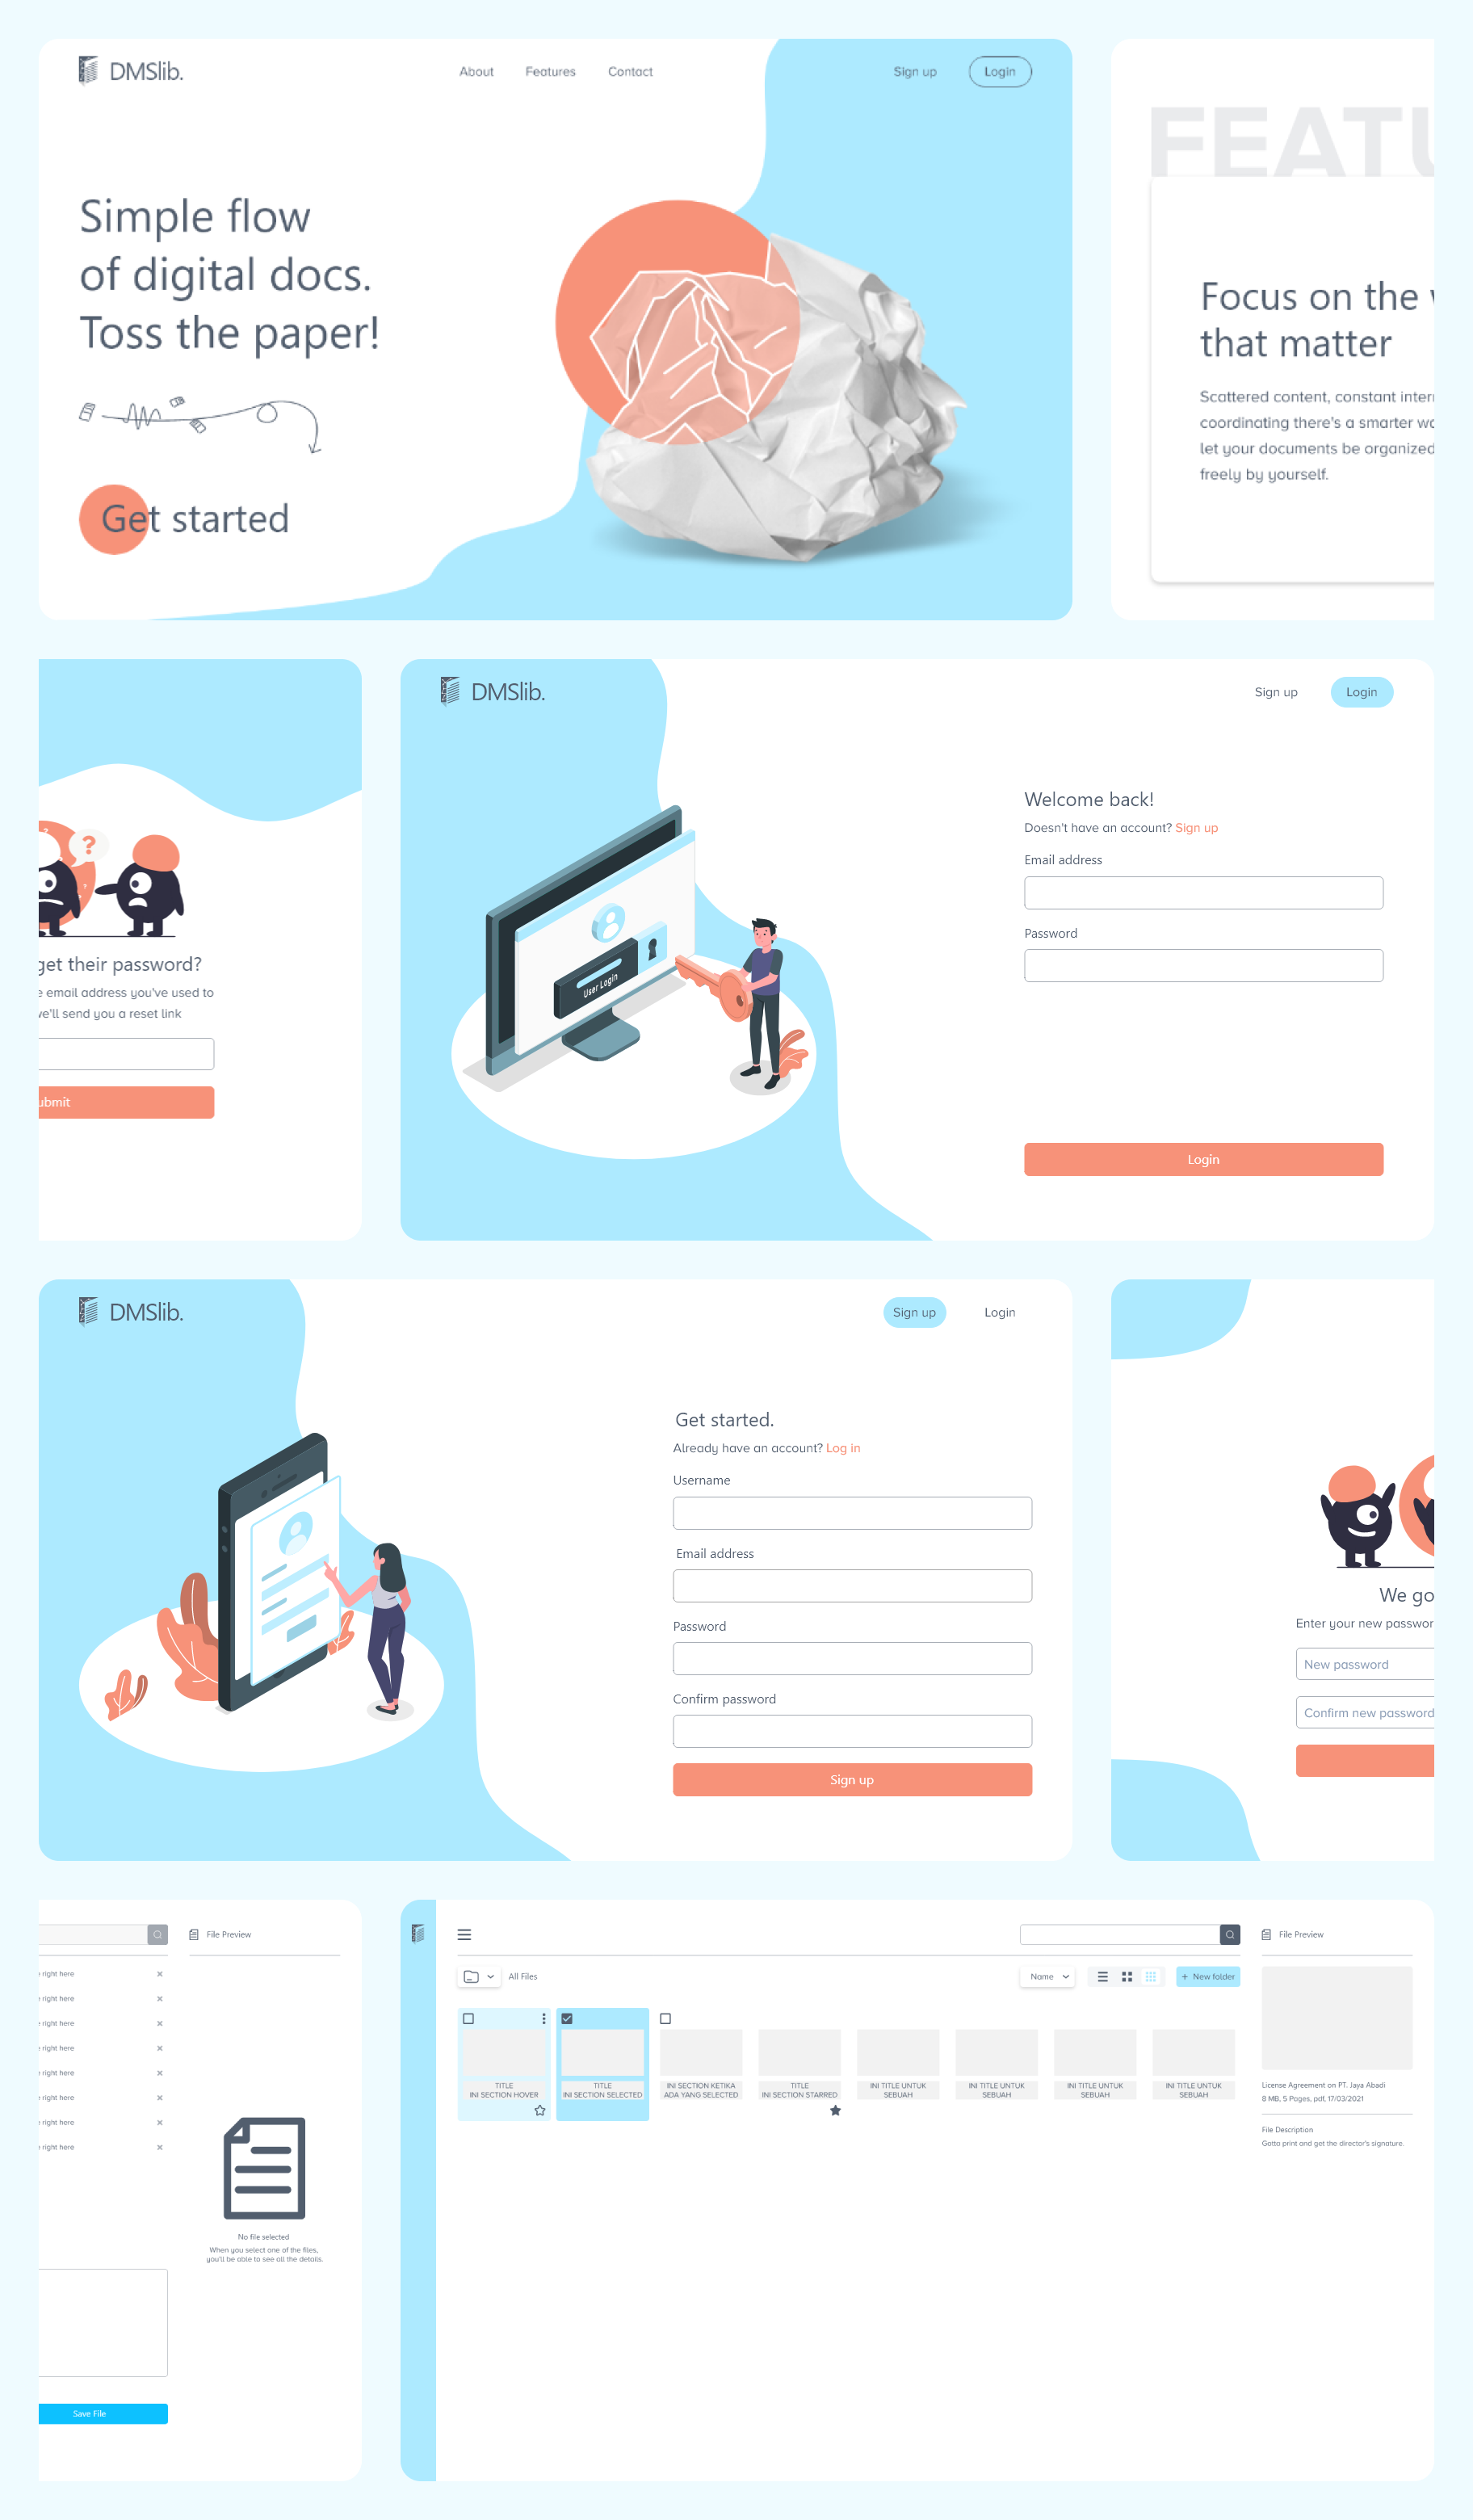 DMSlib.
About
Features
Contact
Sign up
Login
Simple flow
of digital docs.
Toss the paper!
Get started
FEATU
Focus on the
that matter
Scattered content, constant inter
coordinating there's a smarter
let your documents be organized
freely by yourself.
?
get their password?
e email address you've used to
we'll send you a reset link
ubmit
DMSlib.
Sign up
Login
User Login
Welcome back!
Doesn't have an account? Sign up
Email address
Password
Login
DMSlib.
Sign up
Login
Get started.
Already have an account? Log in
Username
Email address
Password
Confirm password
Sign up
We go
Enter your new passwor
New password
Confirm new password
File Preview
right here
right here
right here
right here
right here
right here
right here
right here
No file selected
When you select one of the files,
you'll be able to see all the details.
Save File
All Files
Name
+ New folder
TITLE
INI SECTION HOVER
TITLE
INI SECTION SELECTED
INI SECTION KETIKA
ADA YANG SELECTED
TITLE
INI SECTION STARRED
INI TITLE UNTUK
SEBUAH
INI TITLE UNTUK
SEBUAH
INI TITLE UNTUK
SEBUAH
INI TITLE UNTUK
SEBUAH
File Preview
License Agreement on PT. Jaya Abadi
8 MB, 5 Pages, pdf, 17/03/2021
File Description
Gotta print and get the director's signature.